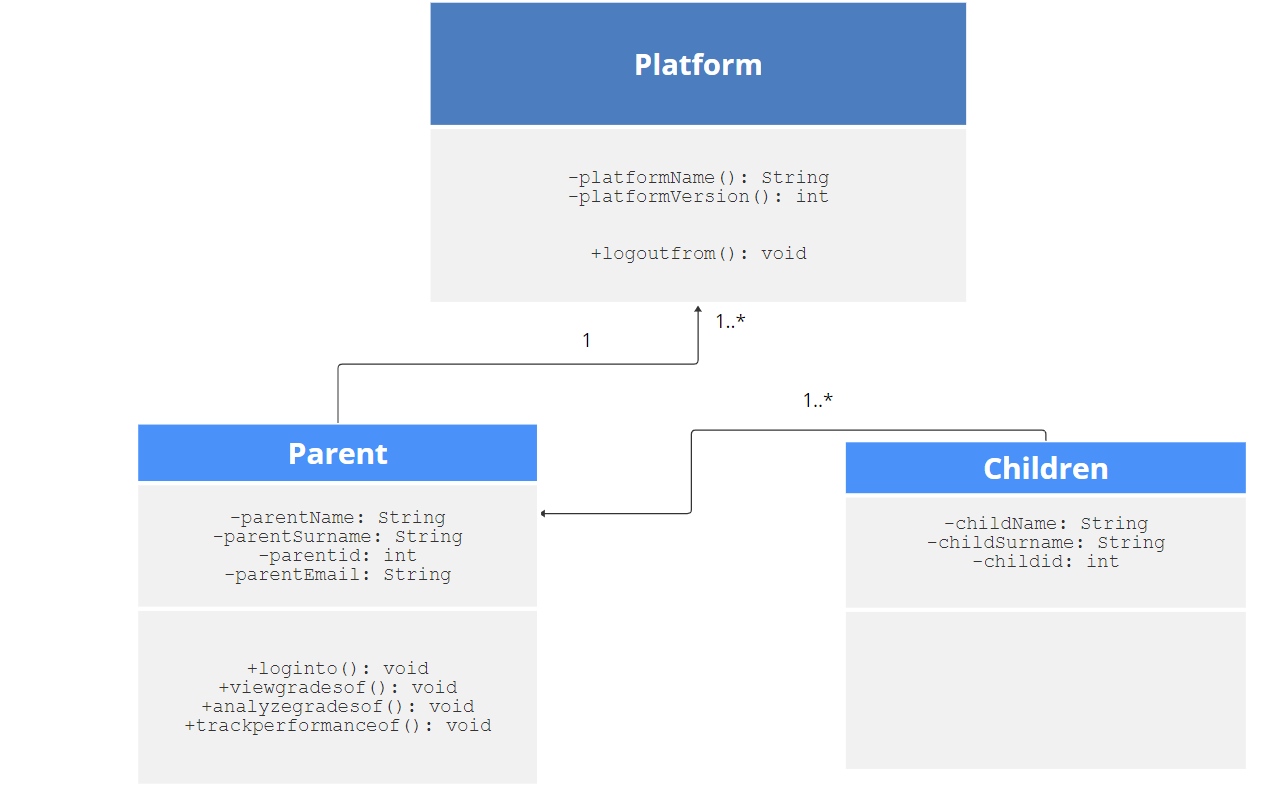 Platform
-platformName(): String
-platformVersion(): int
+logoutfrom(): void
1..*
1
1..*
Parent
-parentName: String
-parentSurname: String
-parentid: int
-parentEmail: String
+loginto(): void
+viewgradesof(): void
+analyzegradesof(): void
+trackperformanceof(): void
Children
-childName: String
-childSurname: String
-childid: int